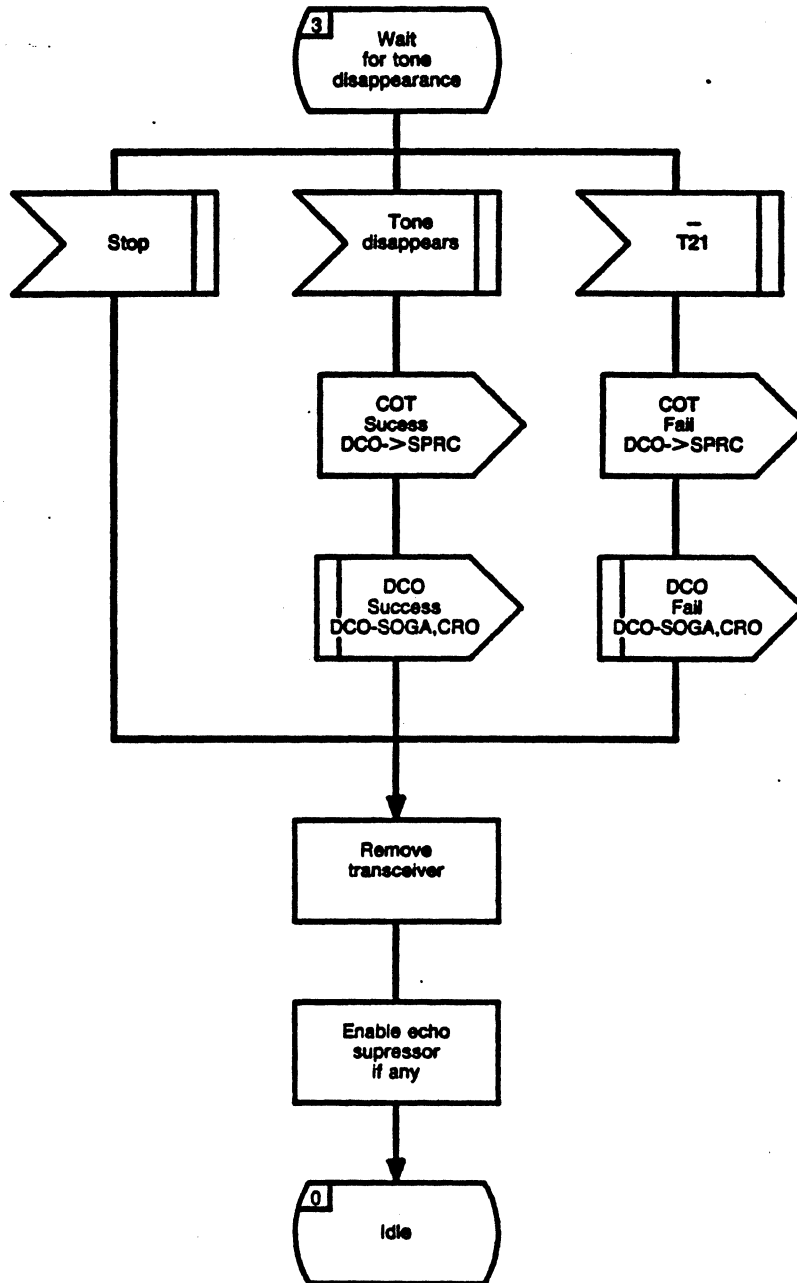 3
Wait
for tone
disappearance
Stop
Tone
disappears
T21
COT
Sucess
DCO->SPRC
COT
Fail
DCO->SPRC
DCO
Success
DCO-SOGA,CRO
DCO
Fail
DCO-SOGA,CRO
Remove
transceiver
Enable echo
supressor
if any
0
Idle